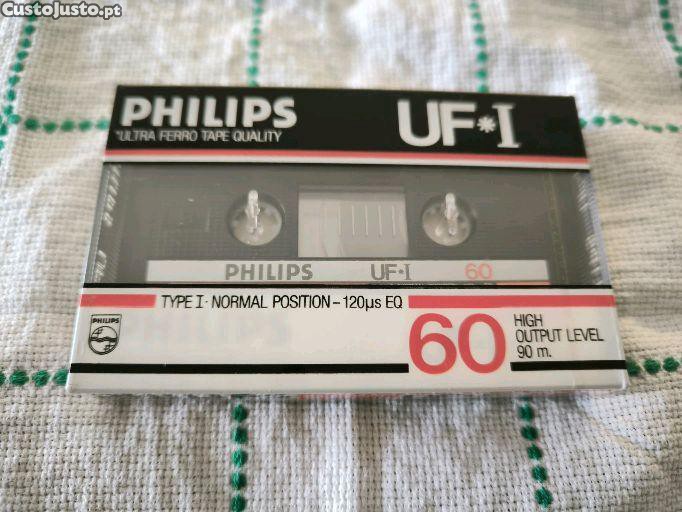 CustoJusto.pt
PHILIPS
UF*I
*ULTRA FERRO TAPE QUALITY
PHILIPS UF·I 60
TYPE I · NORMAL POSITION – 120µs EQ
PHILIPS
60
HIGH
OUTPUT LEVEL
90 m.